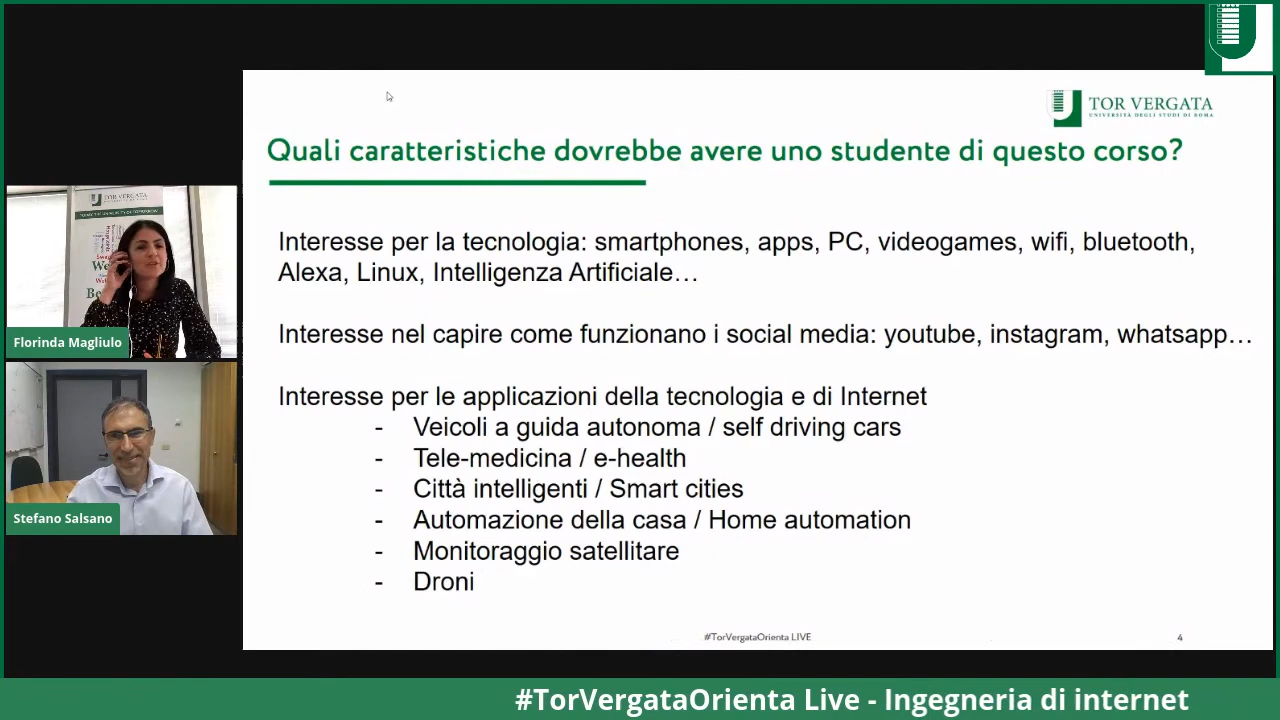 TOR VERGATA
UNIVERSITÀ DEGLI STUDI DI ROMA
Quali caratteristiche dovrebbe avere uno studente di questo corso?
Interesse per la tecnologia: smartphones, apps, PC, videogames, wifi, bluetooth,
Alexa, Linux, Intelligenza Artificiale…
Interesse nel capire come funzionano i social media: youtube, instagram, whatsapp…
Interesse per le applicazioni della tecnologia e di Internet
- Veicoli a guida autonoma / self driving cars
- Tele-medicina / e-health
- Città intelligenti / Smart cities
- Automazione della casa / Home automation
- Monitoraggio satellitare
- Droni
#TorVergataOrienta LIVE
4
TOR VERGATA
Florinda Magliulo
Stefano Salsano
#TorVergataOrienta Live - Ingegneria di internet